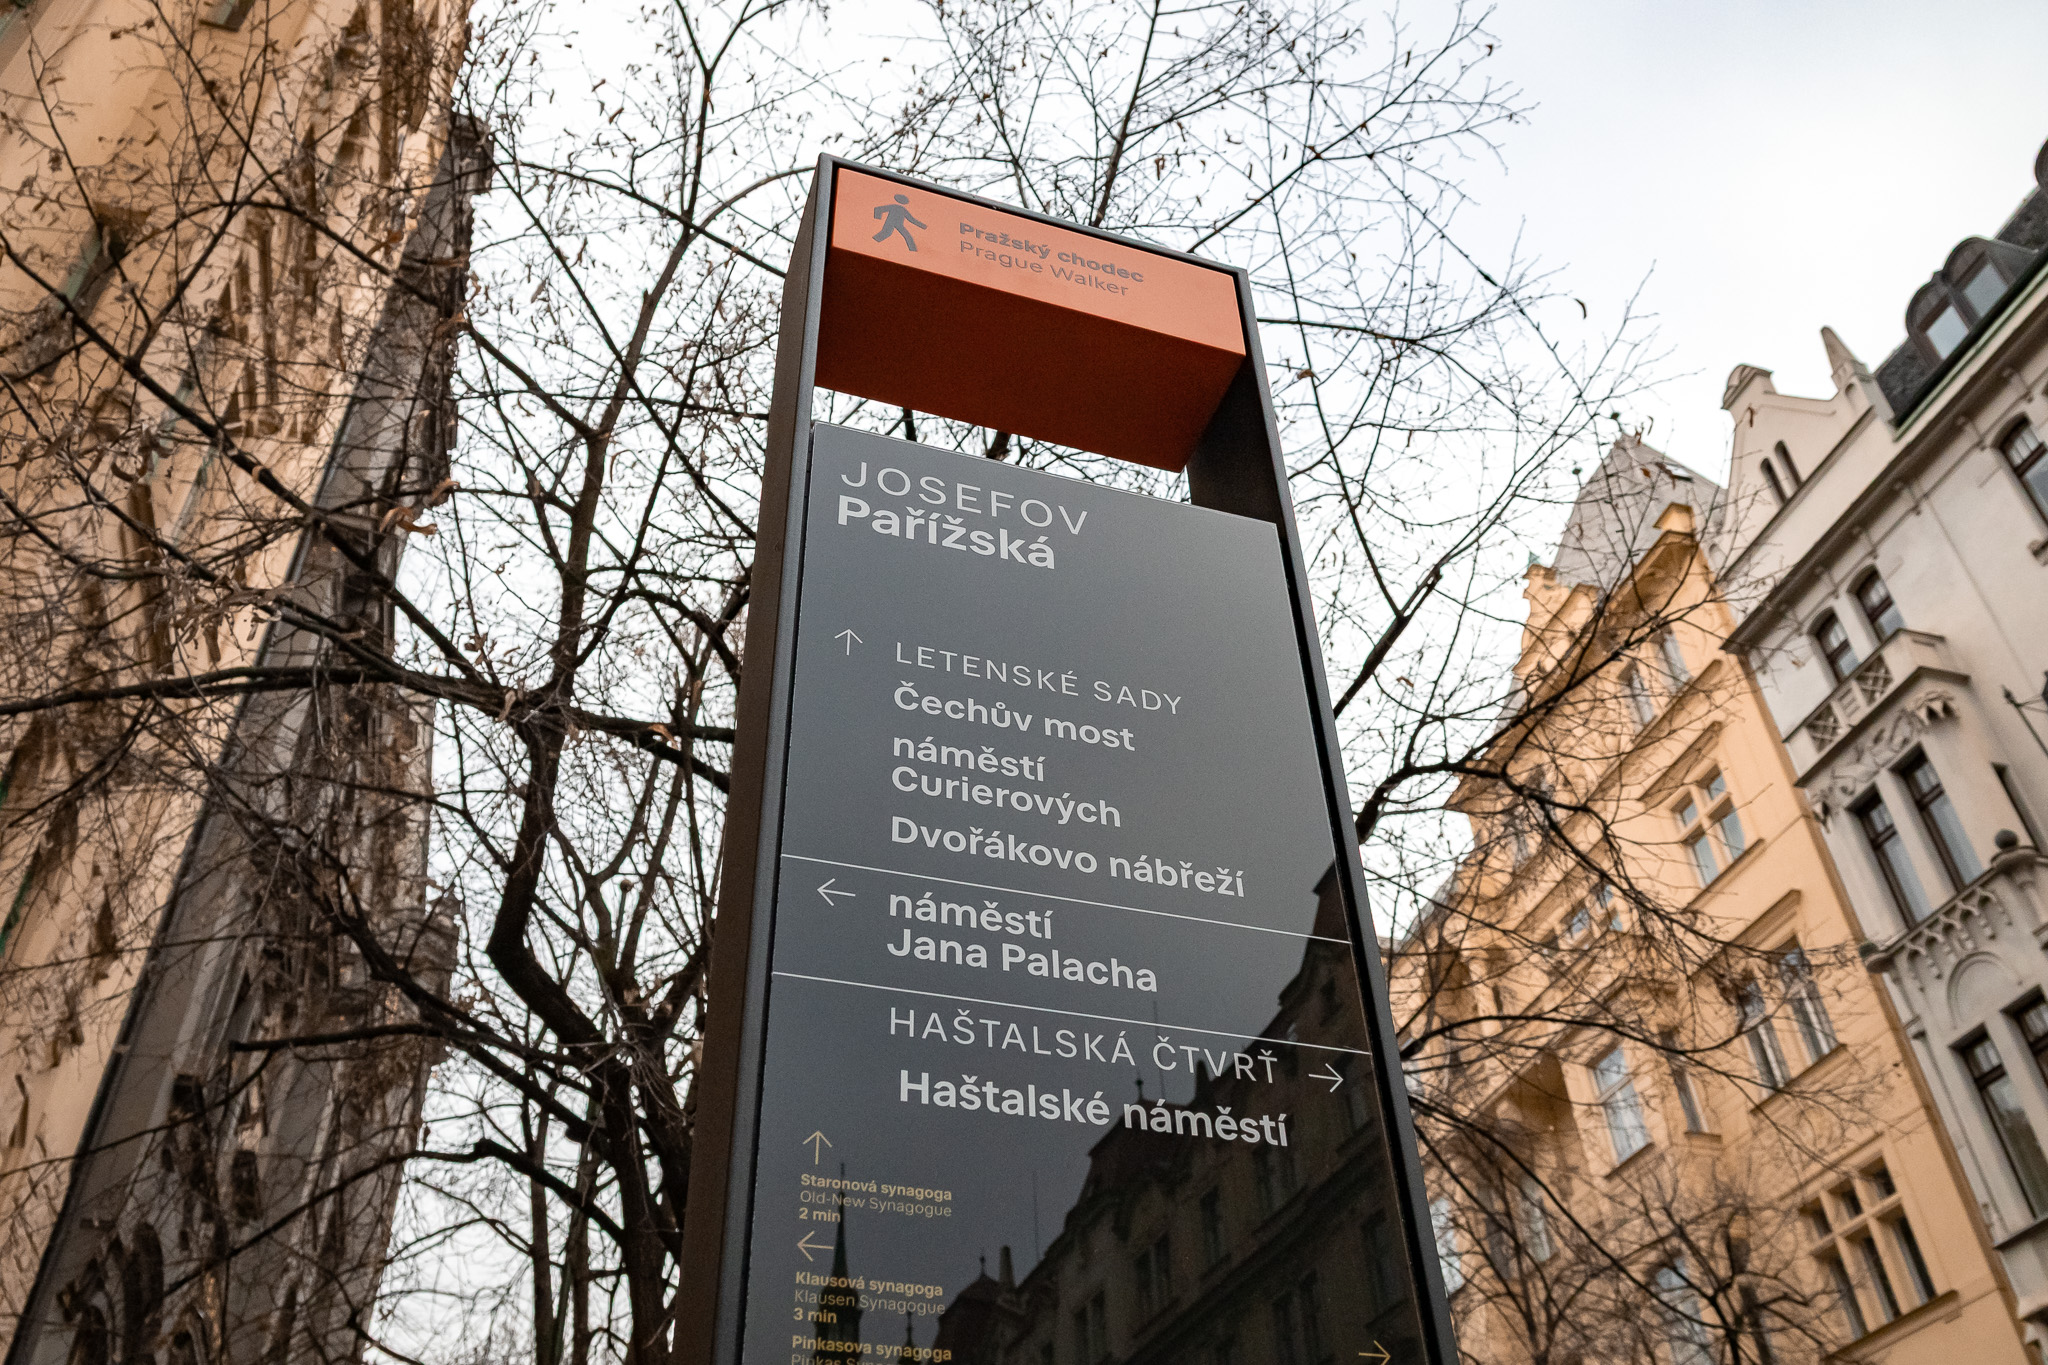 Pražský chodec
Prague Walker
JOSEFOV
Pařížská
↑ LETENSKÉ SADY
Čechův most
náměstí
Curierových
Dvořákovo nábřeží
← náměstí
Jana Palacha
HAŠTALSKÁ ČTVRŤ →
Haštalské náměstí
↑
Staronová synagoga
Old-New Synagogue
2 min
←
Klausová synagoga
Klausen Synagogue
3 min
Pinkasova synagoga →
Pinkas